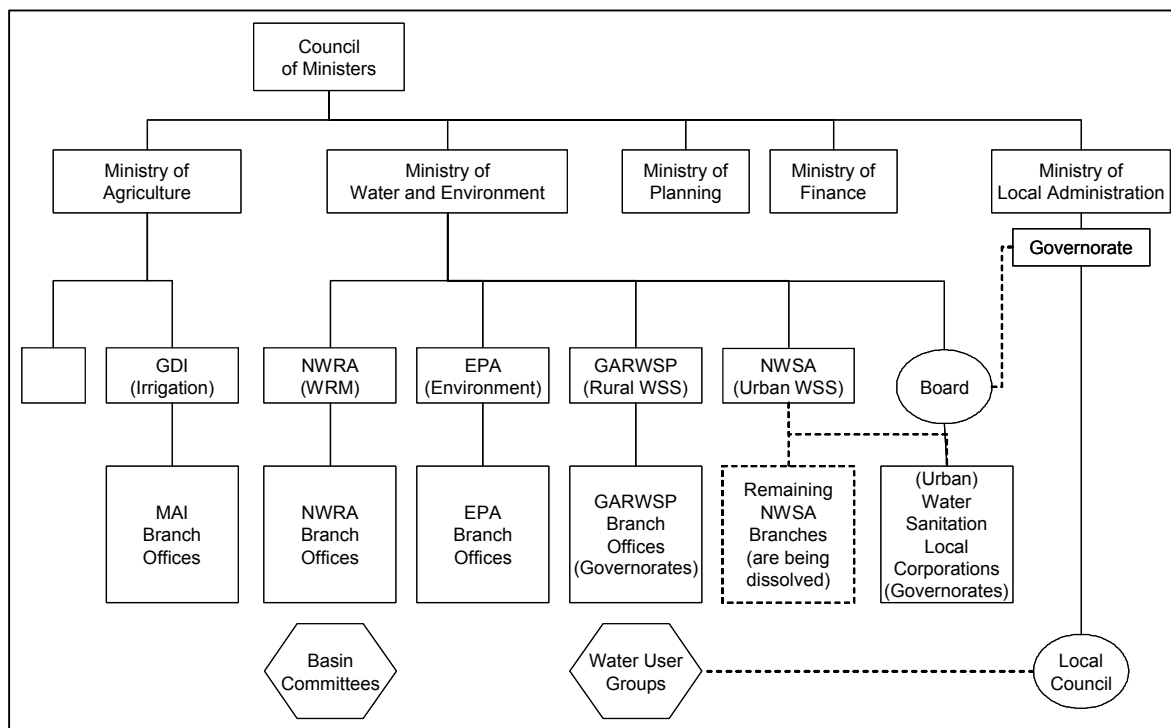 Council
of Ministers
Ministry of
Agriculture
Ministry of
Water and Environment
Ministry of
Planning
Ministry of
Finance
Ministry of
Local Administration
Governorate
GDI
(Irrigation)
NWRA
(WRM)
EPA
(Environment)
GARWSP
(Rural WSS)
NWSA
(Urban WSS)
Board
MAI
Branch
Offices
NWRA
Branch
Offices
EPA
Branch
Offices
GARWSP
Branch
Offices
(Governorates)
Remaining
NWSA
Branches
(are being
dissolved)
(Urban)
Water
Sanitation
Local
Corporations
(Governorates)
Basin
Committees
Water User
Groups
Local
Council